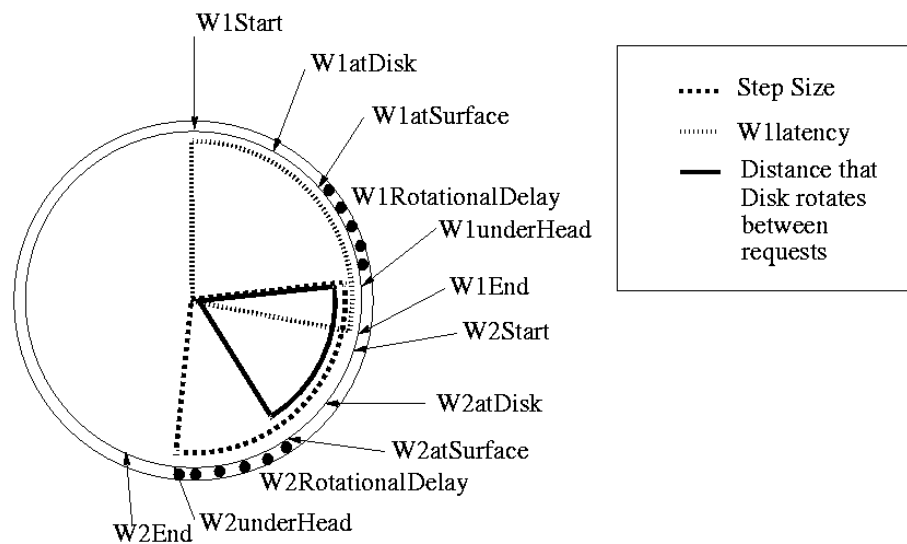 W1Start
W1atDisk
W1atSurface
W1RotationalDelay
W1underHead
W1End
W2Start
W2atDisk
W2atSurface
W2RotationalDelay
W2underHead
W2End
Step Size
W1latency
Distance that
Disk rotates
between
requests